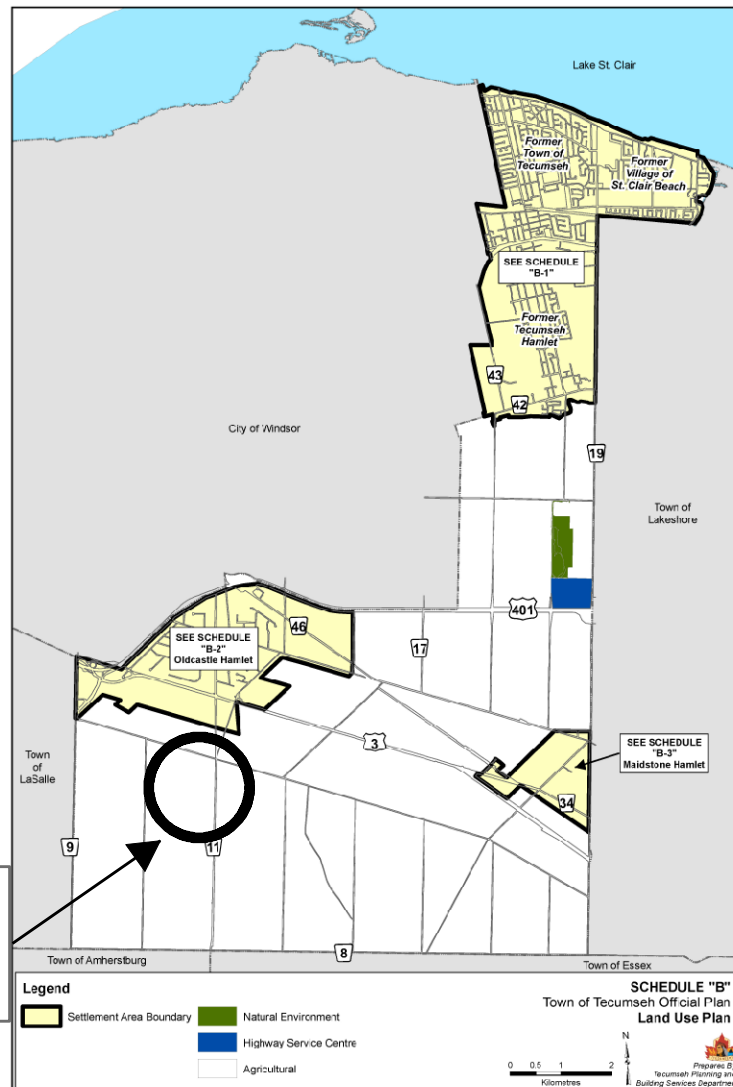 Lake St. Clair
Former
Town of
Tecumseh
Former
Village of
St. Clair Beach
SEE SCHEDULE
"B-1"
Former
Tecumseh
Hamlet
43
42
City of Windsor
19
Town of
Lakeshore
401
46
SEE SCHEDULE
"B-2"
Oldcastle Hamlet
17
3
SEE SCHEDULE
"B-3"
Maidstone Hamlet
34
Town
of
LaSalle
9
11
8
Town of Amherstburg
Town of Essex
Legend
Settlement Area Boundary
Natural Environment
Highway Service Centre
Agricultural
SCHEDULE "B"
Town of Tecumseh Official Plan
Land Use Plan
N
0 0.5 1 2
Kilometres
Prepared By
Tecumseh Planning and
Building Services Department